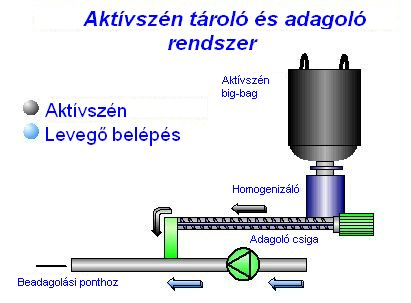 Aktívszén tároló és adagoló
rendszer
Aktívszén
big-bag
Aktívszén
Levegő belépés
Homogenizáló
Adagoló csiga
Beadagolási ponthoz